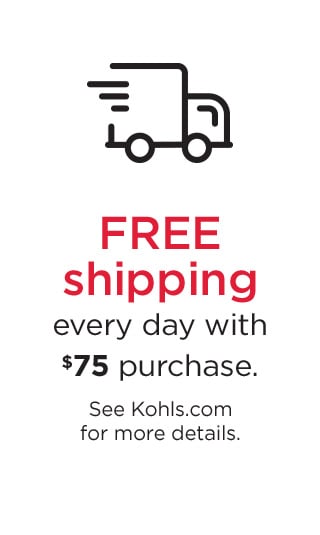 FREE
shipping
every day with
$75 purchase.
See Kohls.com
for more details.